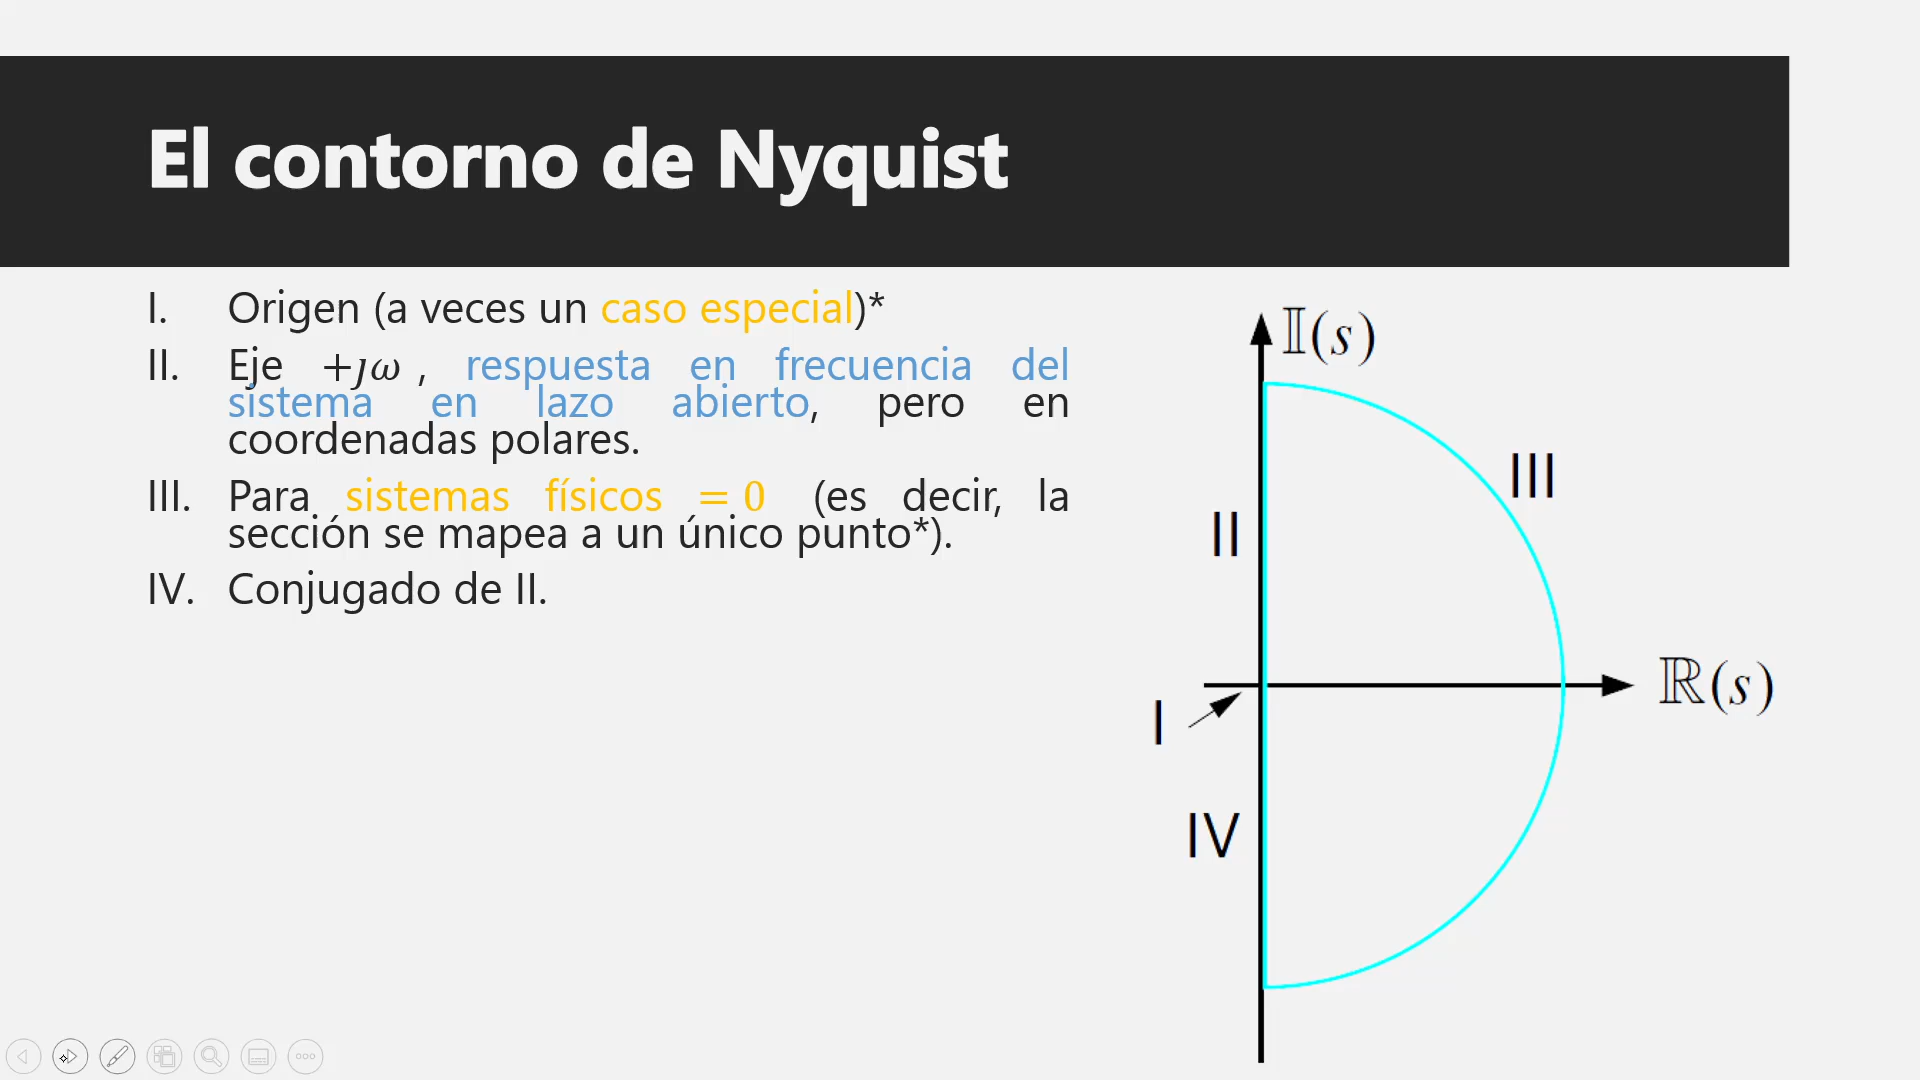 El contorno de Nyquist
I. Origen (a veces un caso especial)*
II. Eje +𝚥𝜔 , respuesta en frecuencia del
sistema en lazo abierto, pero en
coordenadas polares.
III. Para sistemas físicos = 0 (es decir, la
sección se mapea a un único punto*).
IV. Conjugado de II.
𝕀(s)
III
II
ℝ(s)
I
IV